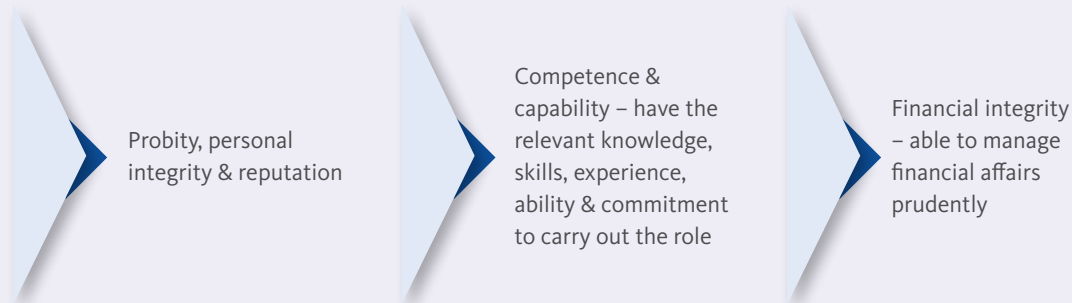 Probity, personal
integrity & reputation
Competence &
capability – have the
relevant knowledge,
skills, experience,
ability & commitment
to carry out the role
Financial integrity
– able to manage
financial affairs
prudently